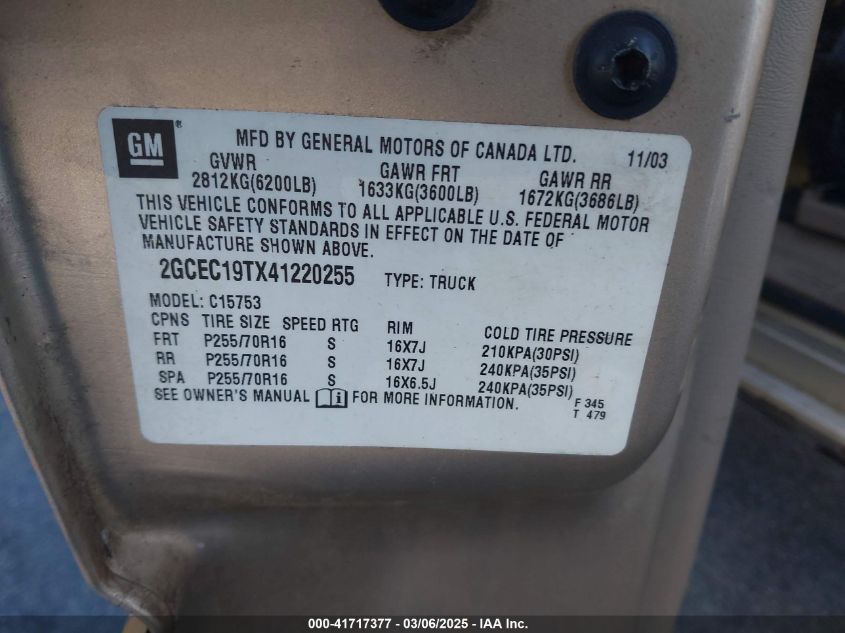 GM ® MFD BY GENERAL MOTORS OF CANADA LTD. 11/03
GVWR GAWR FRT GAWR RR
2812KG(6200LB) 1633KG(3600LB) 1672KG(3686LB)
THIS VEHICLE CONFORMS TO ALL APPLICABLE U.S. FEDERAL MOTOR
VEHICLE SAFETY STANDARDS IN EFFECT ON THE DATE OF
MANUFACTURE SHOWN ABOVE.
2GCEC19TX41220255 TYPE: TRUCK
MODEL: C15753
CPNS TIRE SIZE SPEED RTG RIM COLD TIRE PRESSURE
FRT P255/70R16 S 16X7J 210KPA(30PSI)
RR P255/70R16 S 16X7J 240KPA(35PSI)
SPA P255/70R16 S 16X6.5J 240KPA(35PSI)
SEE OWNER'S MANUAL i FOR MORE INFORMATION. F 345
T 479
000-41717377 - 03/06/2025 - IAA Inc.